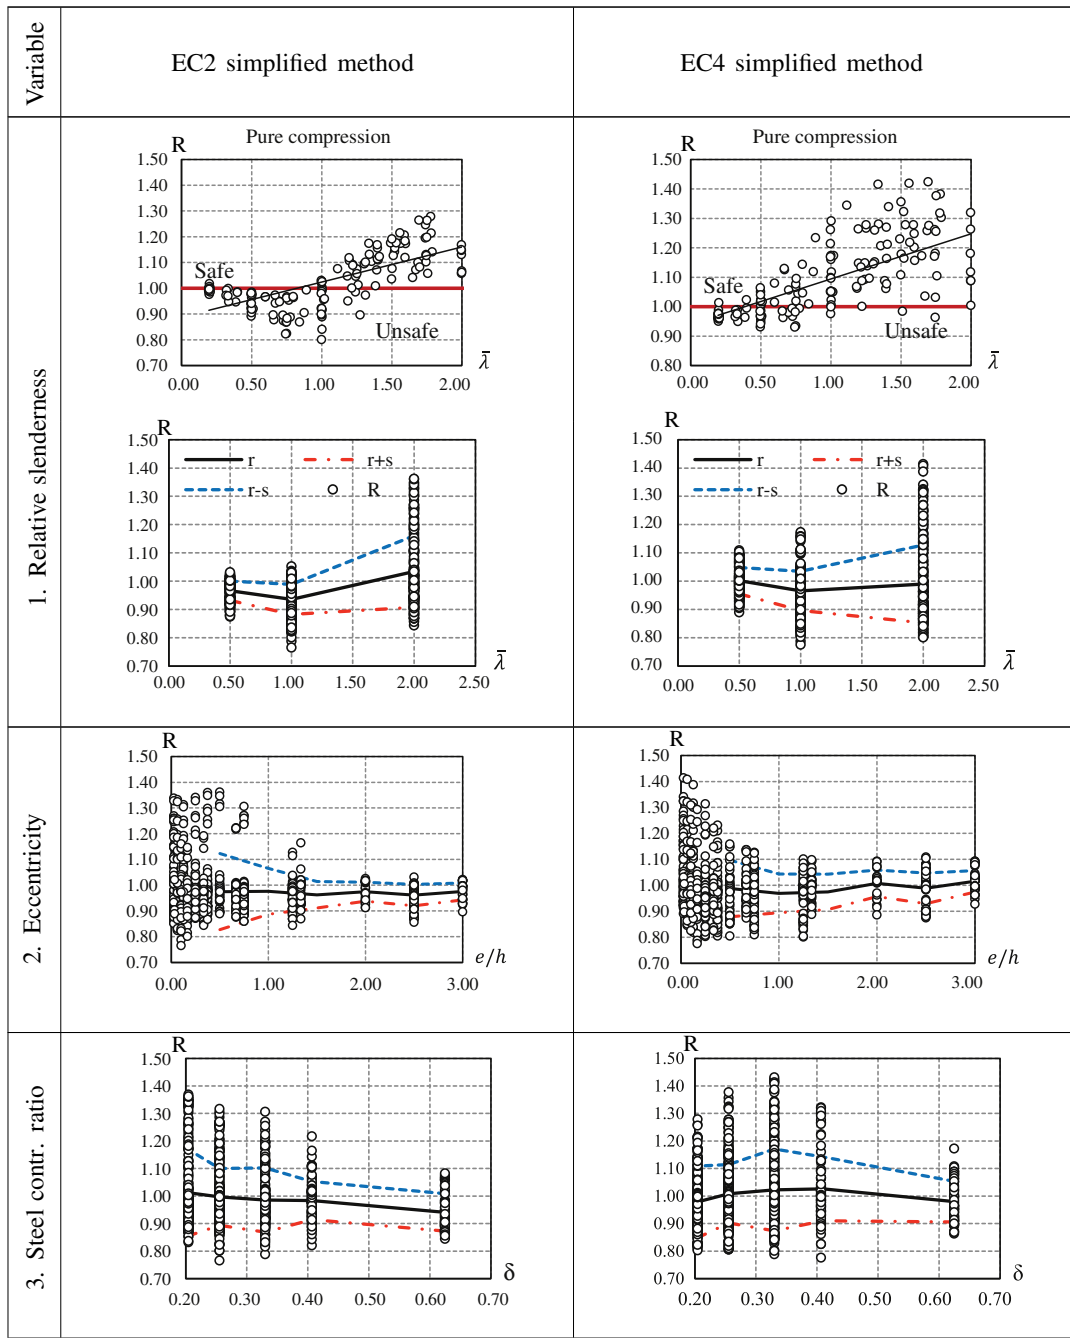 Variable
EC2 simplified method
EC4 simplified method
1. Relative slenderness
R
Pure compression
1.50
1.40
1.30
1.20
1.10
1.00
0.90
0.80
0.70
Safe
Unsafe
0.00 0.50 1.00 1.50 2.00
λ̄
R
Pure compression
1.50
1.40
1.30
1.20
1.10
1.00
0.90
0.80
Safe
Unsafe
0.00 0.50 1.00 1.50 2.00
λ̄
R
1.50
1.40
1.30
1.20
1.10
1.00
0.90
0.80
0.70
r r+s
r-s R
0.00 0.50 1.00 1.50 2.00 2.50
λ̄
R
1.50
1.40
1.30
1.20
1.10
1.00
0.90
0.80
0.70
r r+s
r-s R
0.00 0.50 1.00 1.50 2.00 2.50
λ̄
2. Eccentricity
R
1.50
1.40
1.30
1.20
1.10
1.00
0.90
0.80
0.70
0.00 1.00 2.00 3.00
e/h
R
1.50
1.40
1.30
1.20
1.10
1.00
0.90
0.80
0.70
0.00 1.00 2.00 3.00
e/h
3. Steel contr. ratio
R
1.50
1.40
1.30
1.20
1.10
1.00
0.90
0.80
0.70
0.20 0.30 0.40 0.50 0.60 0.70
δ
R
1.50
1.40
1.30
1.20
1.10
1.00
0.90
0.80
0.70
0.20 0.30 0.40 0.50 0.60 0.70
δ